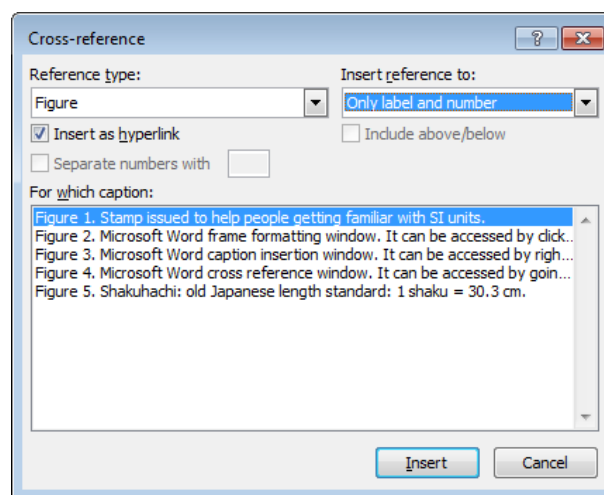 Cross-reference
Reference type:
Insert reference to:
Figure
Only label and number
Insert as hyperlink
Include above/below
Separate numbers with
For which caption:
Figure 1. Stamp issued to help people getting familiar with SI units.
Figure 2. Microsoft Word frame formatting window. It can be accessed by click...
Figure 3. Microsoft Word caption insertion window. It can be accessed by righ...
Figure 4. Microsoft Word cross reference window. It can be accessed by goin...
Figure 5. Shakuhachi: old Japanese length standard: 1 shaku = 30.3 cm.
Insert
Cancel